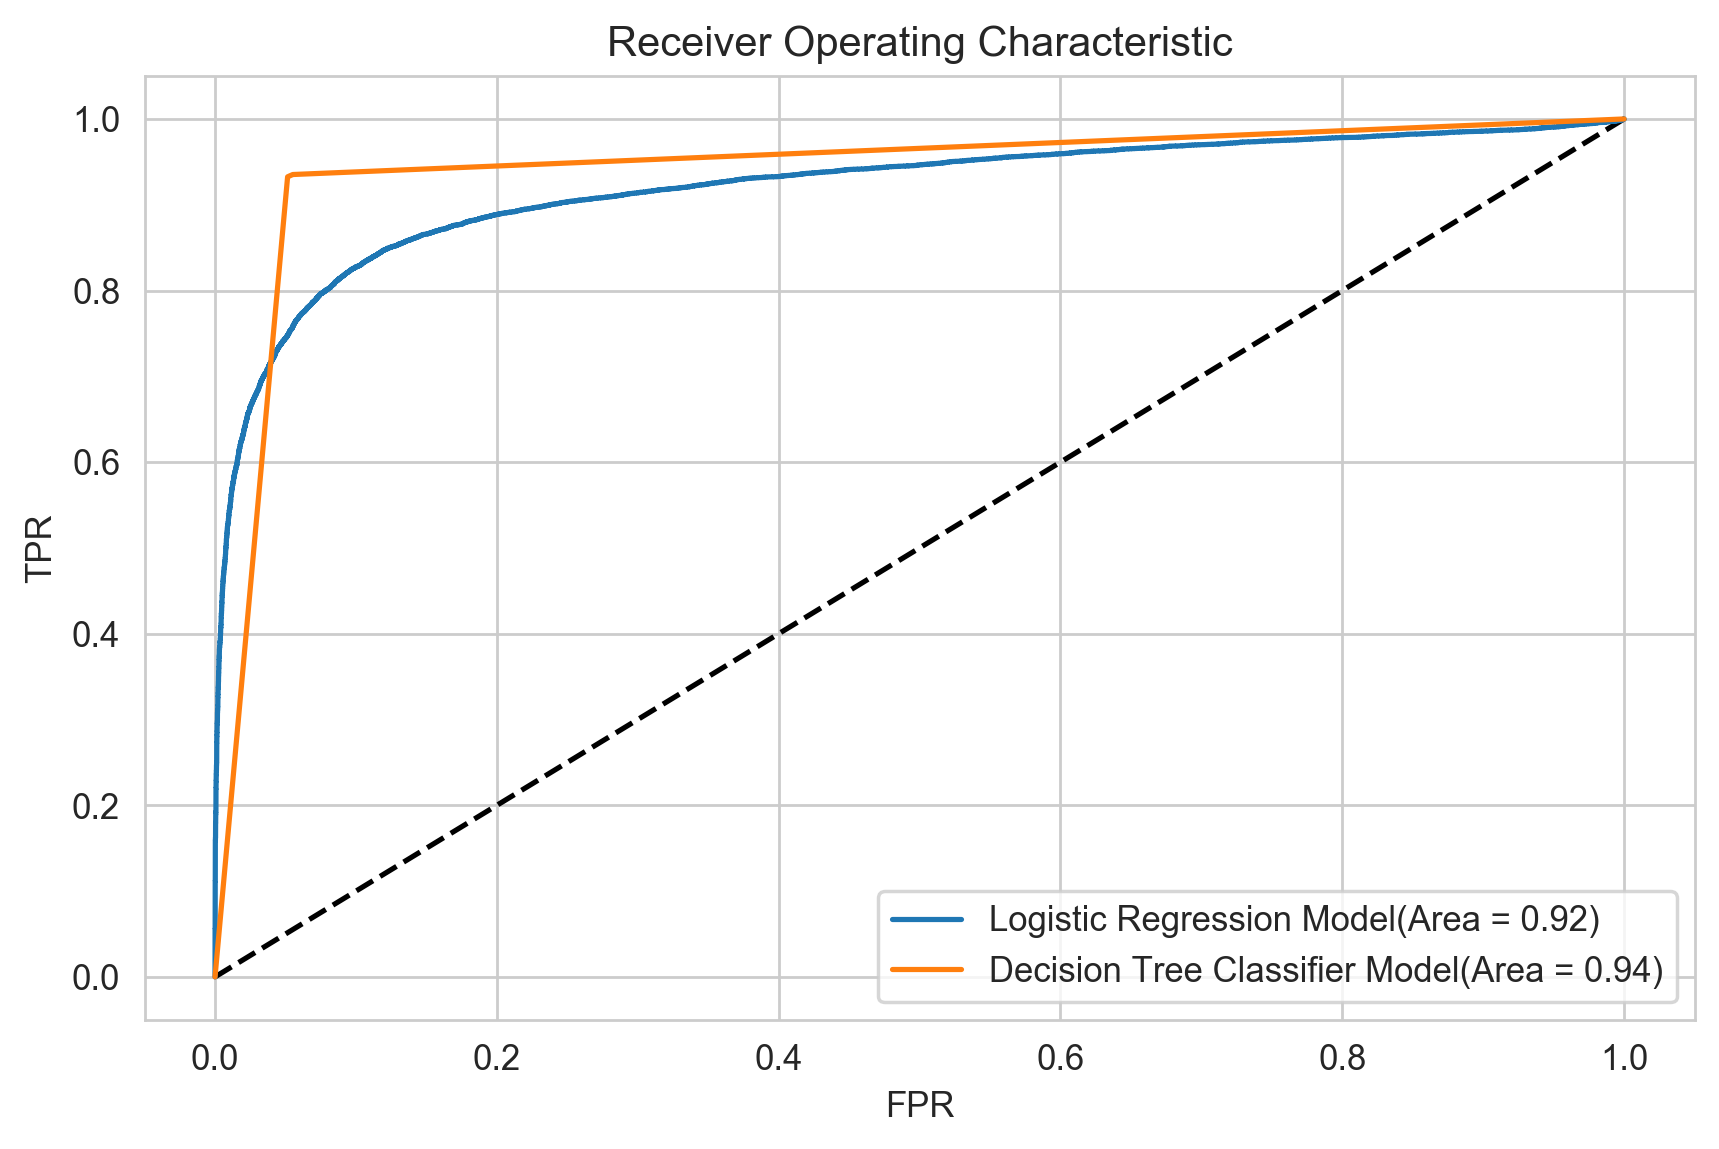 Receiver Operating Characteristic
1.0
0.8
0.6
0.4
0.2
0.0
TPR
Logistic Regression Model(Area = 0.92)
Decision Tree Classifier Model(Area = 0.94)
0.0 0.2 0.4 0.6 0.8 1.0
FPR